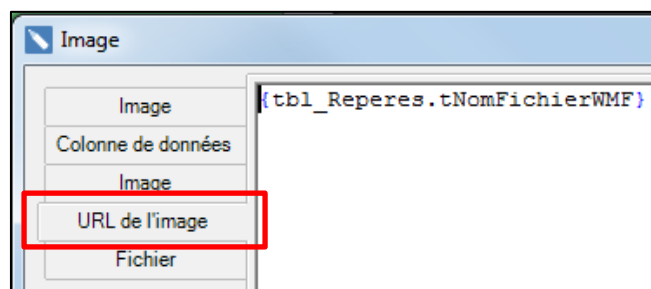 Image
Image
{tbl_Reperes.tNomFichierWMF}
Colonne de données
Image
URL de l'image
Fichier